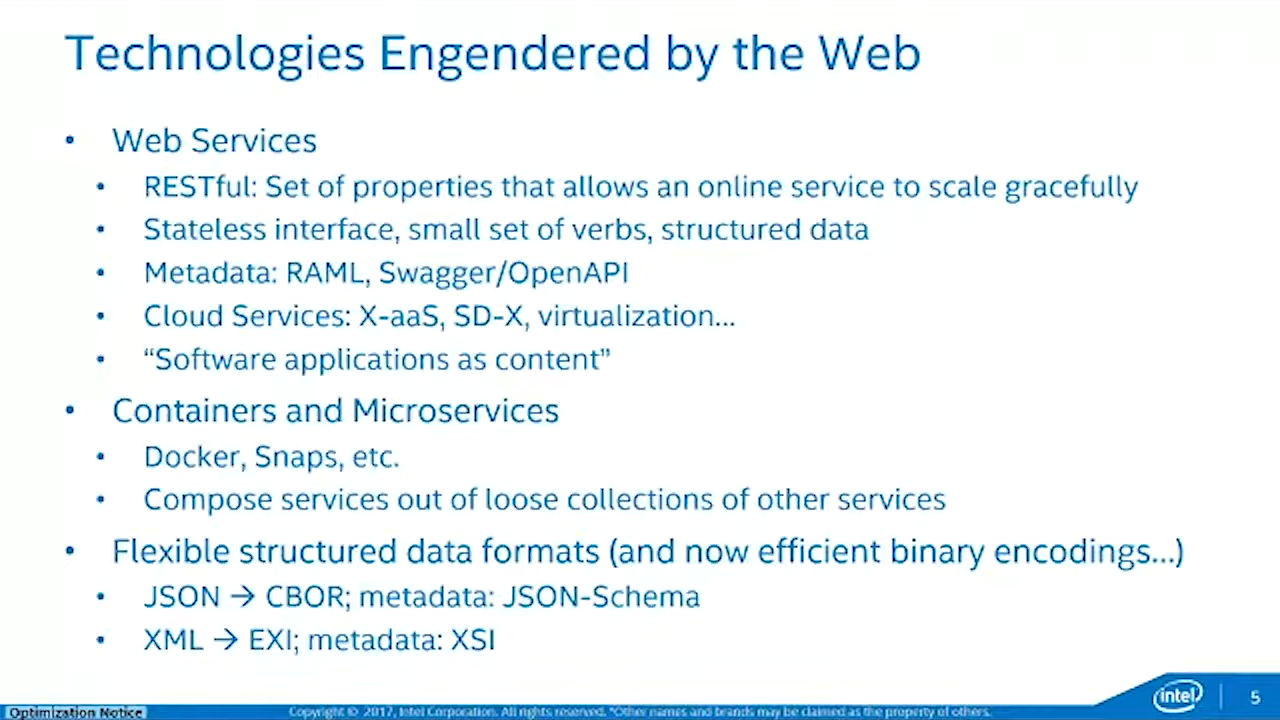 Technologies Engendered by the Web
• Web Services
• RESTful: Set of properties that allows an online service to scale gracefully
• Stateless interface, small set of verbs, structured data
• Metadata: RAML, Swagger/OpenAPI
• Cloud Services: X-aaS, SD-X, virtualization...
• “Software applications as content”
• Containers and Microservices
• Docker, Snaps, etc.
• Compose services out of loose collections of other services
• Flexible structured data formats (and now efficient binary encodings...)
• JSON → CBOR; metadata: JSON-Schema
• XML → EXI; metadata: XSI
Optimization Notice
Copyright © 2017, Intel Corporation. All rights reserved. *Other names and brands may be claimed as the property of others.
intel
5